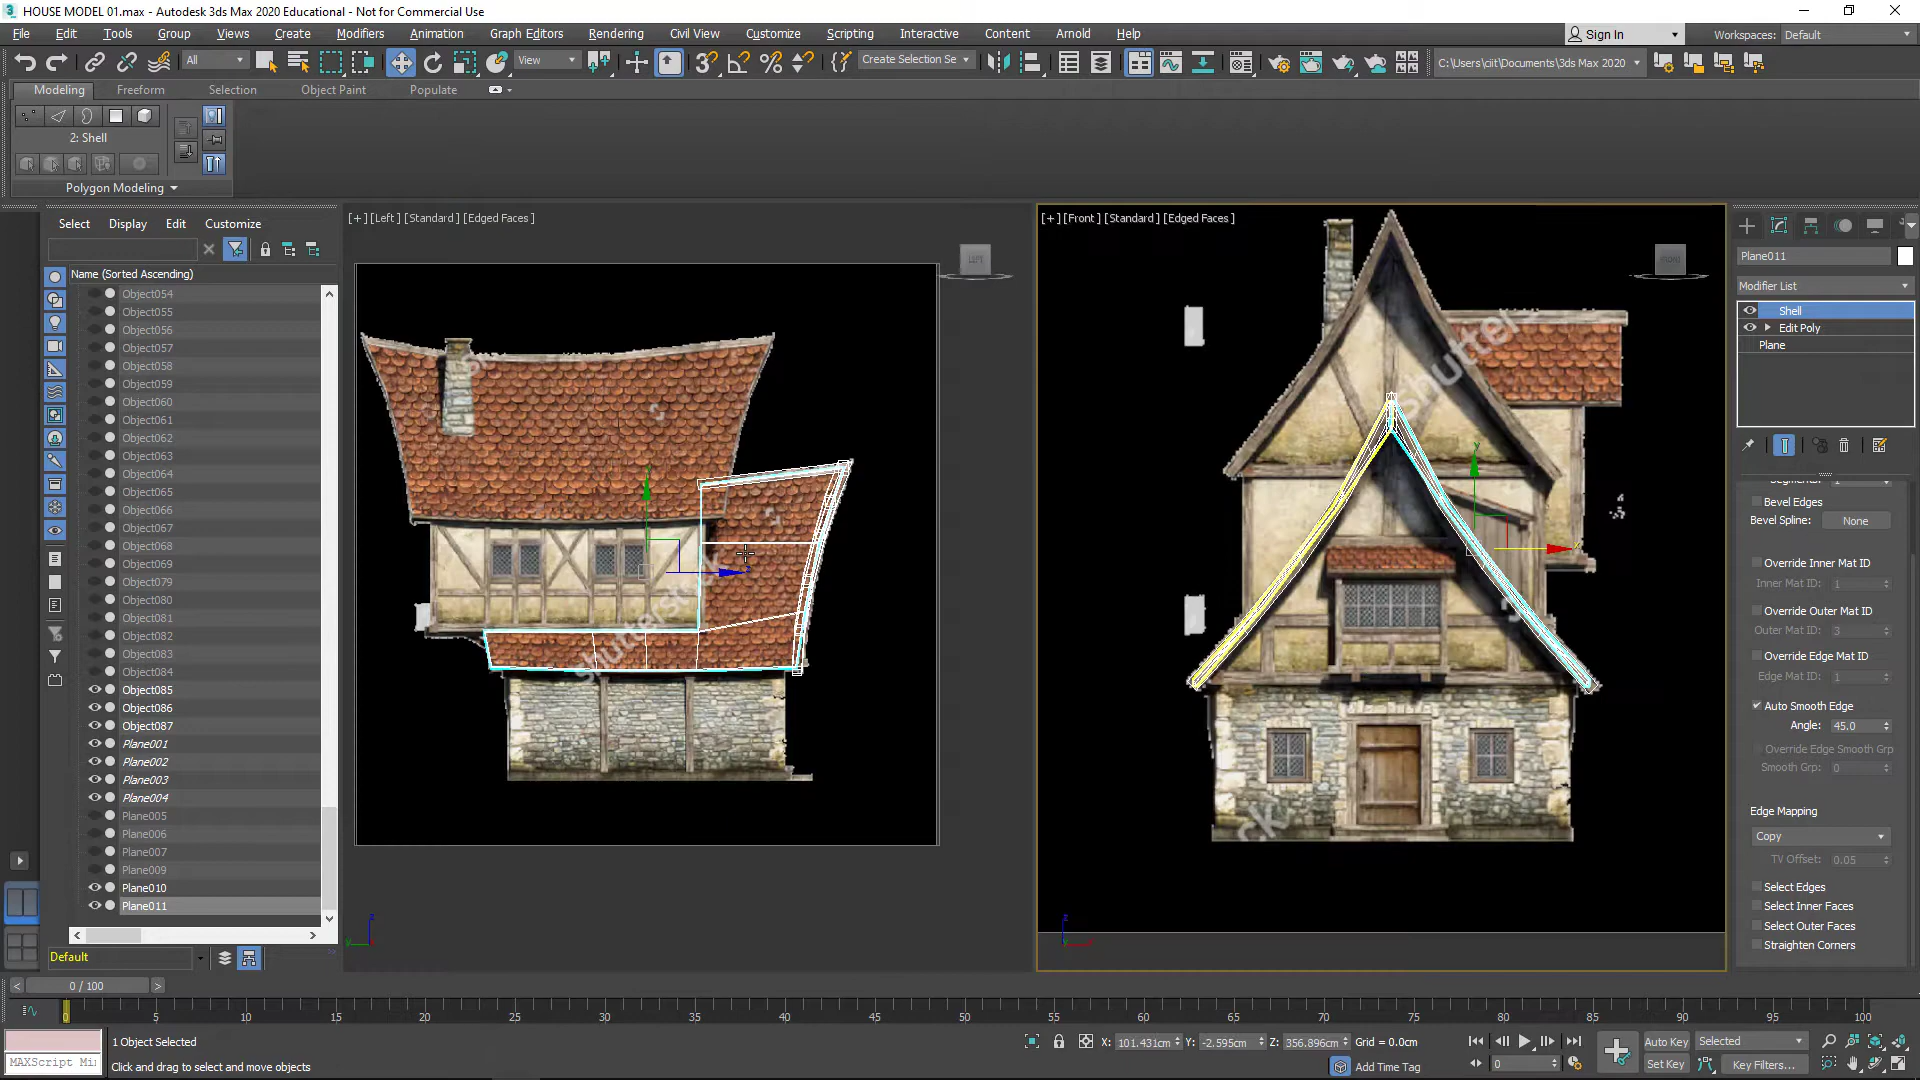 HOUSE MODEL 01.max - Autodesk 3ds Max 2020 Educational - Not for Commercial Use
File Edit Tools Group Views Create Modifiers Animation Graph Editors Rendering Civil View Customize Scripting Interactive Content Arnold Help
Sign In Workspaces: Default
All View Create Selection Se C:\Users\ciit\Documents\3ds Max 2020
Modeling Freeform Selection Object Paint Populate
2: Shell
Polygon Modeling
Select Display Edit Customize
[+] [Left] [Standard] [Edged Faces]
[+] [Front] [Standard] [Edged Faces]
LEFT
Name (Sorted Ascending)
Object054
Object055
Object056
Object057
Object058
Object059
Object060
Object061
Object062
Object063
Object064
Object065
Object066
Object067
Object068
Object069
Object079
Object080
Object081
Object082
Object083
Object084
Object085
Object086
Object087
Plane001
Plane002
Plane003
Plane004
Plane005
Plane006
Plane007
Plane009
Plane010
Plane011
Default
shutterst
shutters
shutters
ck
z
y
x
Plane011
Modifier List
Shell
Edit Poly
Plane
Bevel Edges
Bevel Spline: None
Override Inner Mat ID
Inner Mat ID: 1
Override Outer Mat ID
Outer Mat ID: 3
Override Edge Mat ID
Edge Mat ID: 1
Auto Smooth Edge
Angle: 45.0
Override Edge Smooth Grp
Smooth Grp: 0
Edge Mapping
Copy
TV Offset: 0.05
Select Edges
Select Inner Faces
Select Outer Faces
Straighten Corners
< 0 / 100 >
0 5 10 15 20 25 30 35 40 45 50 55 60 65 70 75 80 85 90 95 100
1 Object Selected
X: 101.431cm Y: -2.595cm Z: 356.896cm Grid = 0.0cm
Auto Key Selected
MAXScript Mi
Click and drag to select and move objects
Add Time Tag
0
Set Key Key Filters...